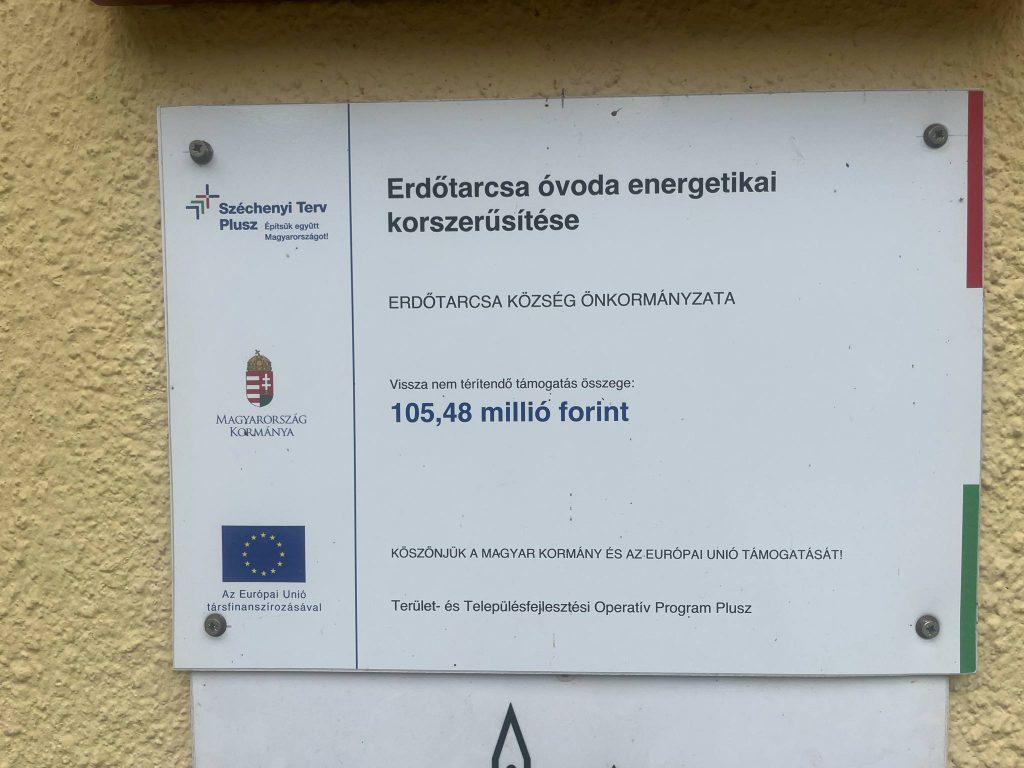 Széchenyi Terv
Plusz Építsük együtt
Magyarországot!
MAGYARORSZÁG
KORMÁNYA
Az Európai Unió
társfinanszírozásával
Erdőtarcsa óvoda energetikai
korszerűsítése
ERDŐTARCSA KÖZSÉG ÖNKORMÁNYZATA
Vissza nem térítendő támogatás összege:
105,48 millió forint
KÖSZÖNJÜK A MAGYAR KORMÁNY ÉS AZ EURÓPAI UNIÓ TÁMOGATÁSÁT!
Terület- és Településfejlesztési Operatív Program Plusz